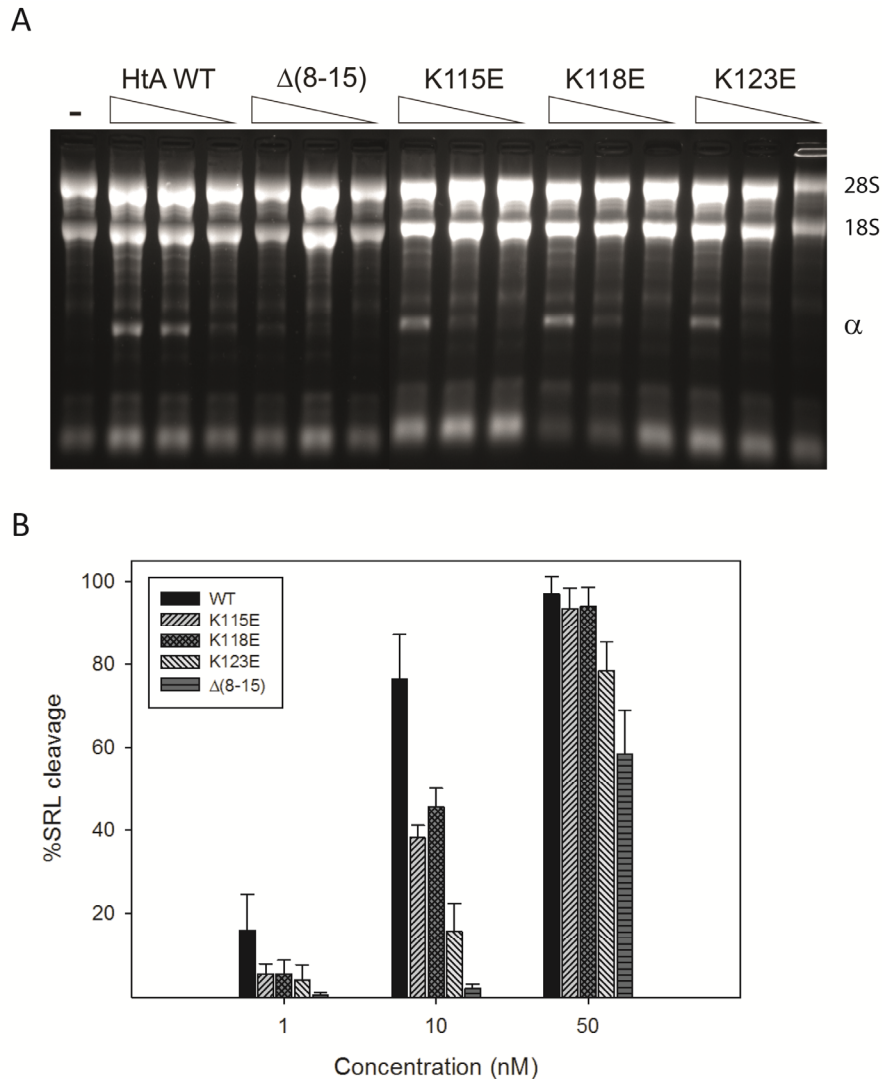 A
HtA WT Δ(8-15) K115E K118E K123E
-
28S
18S
α
B
100
80
60
40
20
%SRL cleavage
WT
K115E
K118E
K123E
Δ(8-15)
1 10 50
Concentration (nM)